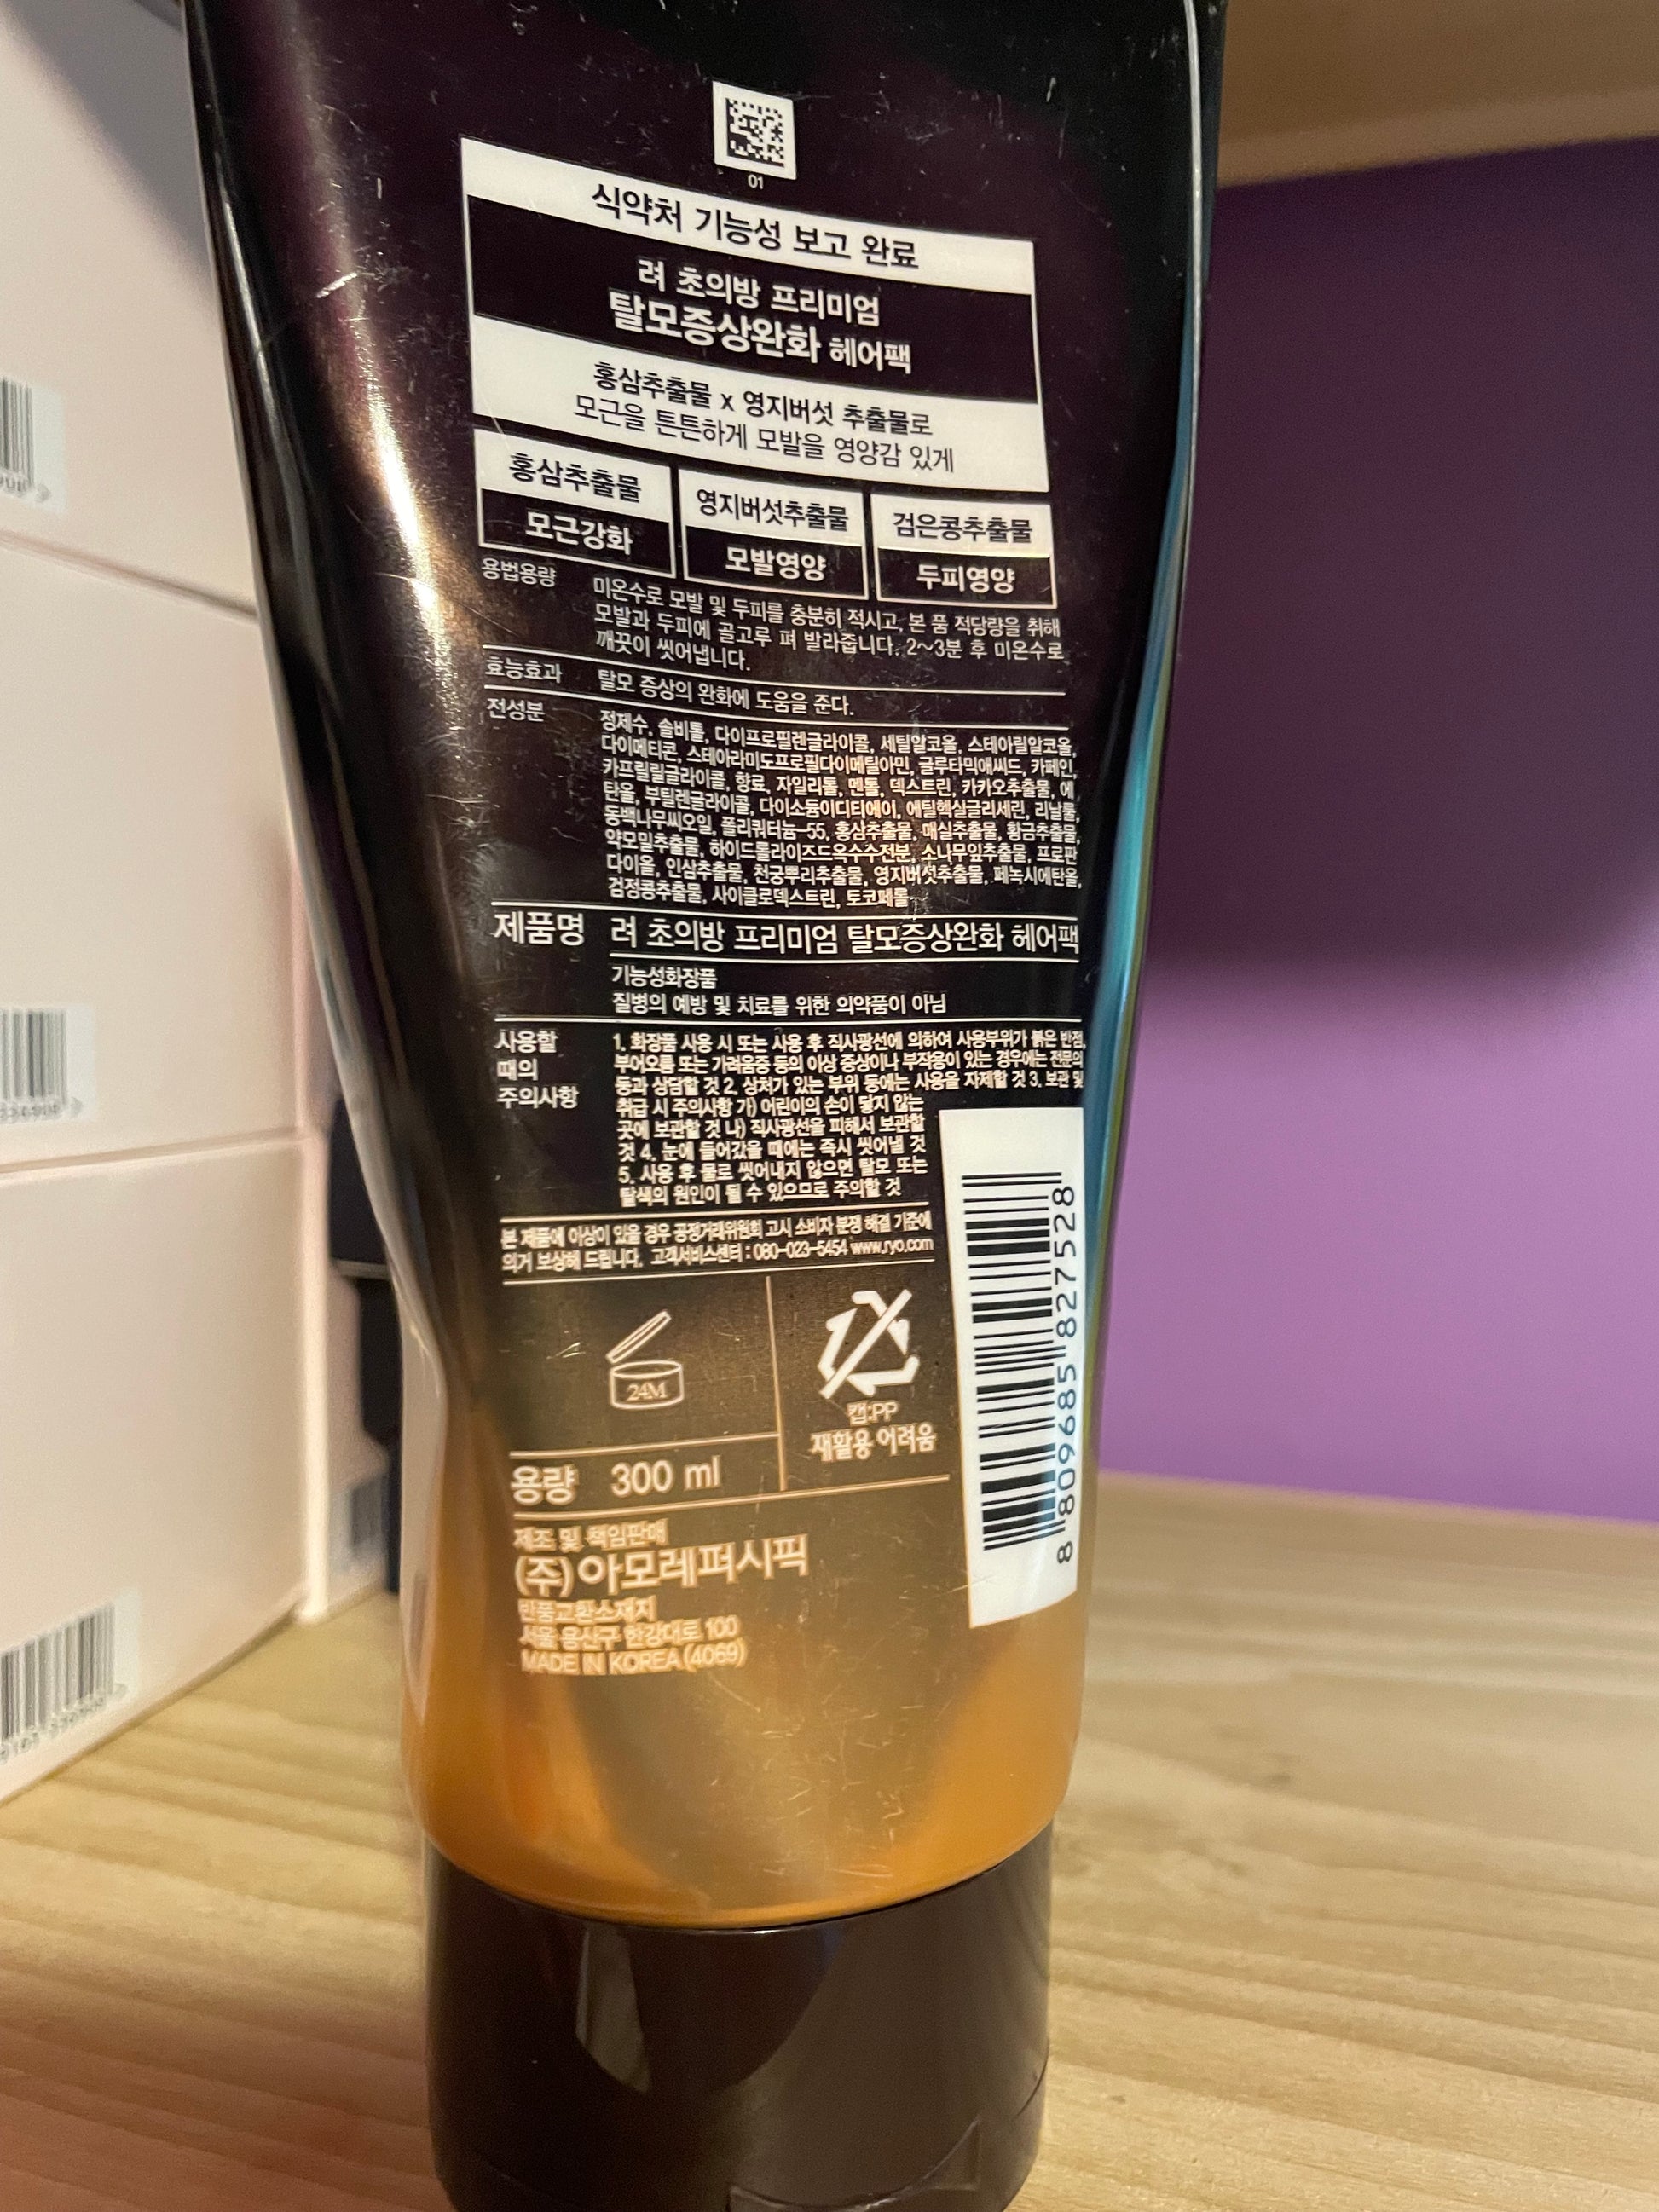 01
식약처 기능성 보고 완료
려 초의방 프리미엄
탈모증상완화 헤어팩
홍삼추출물 x 영지버섯 추출물로
모근을 튼튼하게 모발을 영양감 있게
홍삼추출물
모근강화
영지버섯추출물
모발영양
검은콩추출물
두피영양
용법용량
미온수로 모발 및 두피를 충분히 적시고, 본 품 적당량을 취해
모발과 두피에 골고루 펴 발라줍니다. 2~3분 후 미온수로
깨끗이 씻어냅니다.
효능효과
탈모 증상의 완화에 도움을 준다.
전성분
정제수, 솔비톨, 다이프로필렌글라이콜, 세틸알코올, 스테아릴알코올,
다이메티콘, 스테아라미도프로필다이메틸아민, 글루타믹애씨드, 카페인,
카프릴릴글라이콜, 향료, 자일리톨, 멘톨, 덱스트린, 카카오추출물, 에
탄올, 부틸렌글라이콜, 다이소듐이디티에이, 에틸헥실글리세린, 리날룰,
동백나무씨오일, 폴리쿼터늄-55, 홍삼추출물, 매실추출물, 황금추출물,
약모밀추출물, 하이드롤라이즈드옥수수전분, 소나무잎추출물, 프로판
다이올, 인삼추출물, 천궁뿌리추출물, 영지버섯추출물, 페녹시에탄올,
검정콩추출물, 사이클로덱스트린, 토코페롤
제품명
려 초의방 프리미엄 탈모증상완화 헤어팩
기능성화장품
질병의 예방 및 치료를 위한 의약품이 아님
사용할
때의
주의사항
1. 화장품 사용 시 또는 사용 후 직사광선에 의하여 사용부위가 붉은 반점,
부어오름 또는 가려움증 등의 이상 증상이나 부작용이 있는 경우에는 전문의
등과 상담할 것 2. 상처가 있는 부위 등에는 사용을 자제할 것 3. 보관 및
취급 시 주의사항 가) 어린이의 손이 닿지 않는
곳에 보관할 것 나) 직사광선을 피해서 보관할
것 4. 눈에 들어갔을 때에는 즉시 씻어낼 것
5. 사용 후 물로 씻어내지 않으면 탈모 또는
탈색의 원인이 될 수 있으므로 주의할 것
본 제품에 이상이 있을 경우 공정거래위원회 고시 소비자 분쟁 해결 기준에
의거 보상해 드립니다. 고객서비스센터 : 080-023-5454 www.ryo.com
24M
캡:PP
재활용 어려움
용량 300 ml
제조 및 책임판매
(주)아모레퍼시픽
반품교환소재지
서울 용산구 한강대로 100
MADE IN KOREA (4069)
8 809685 827528